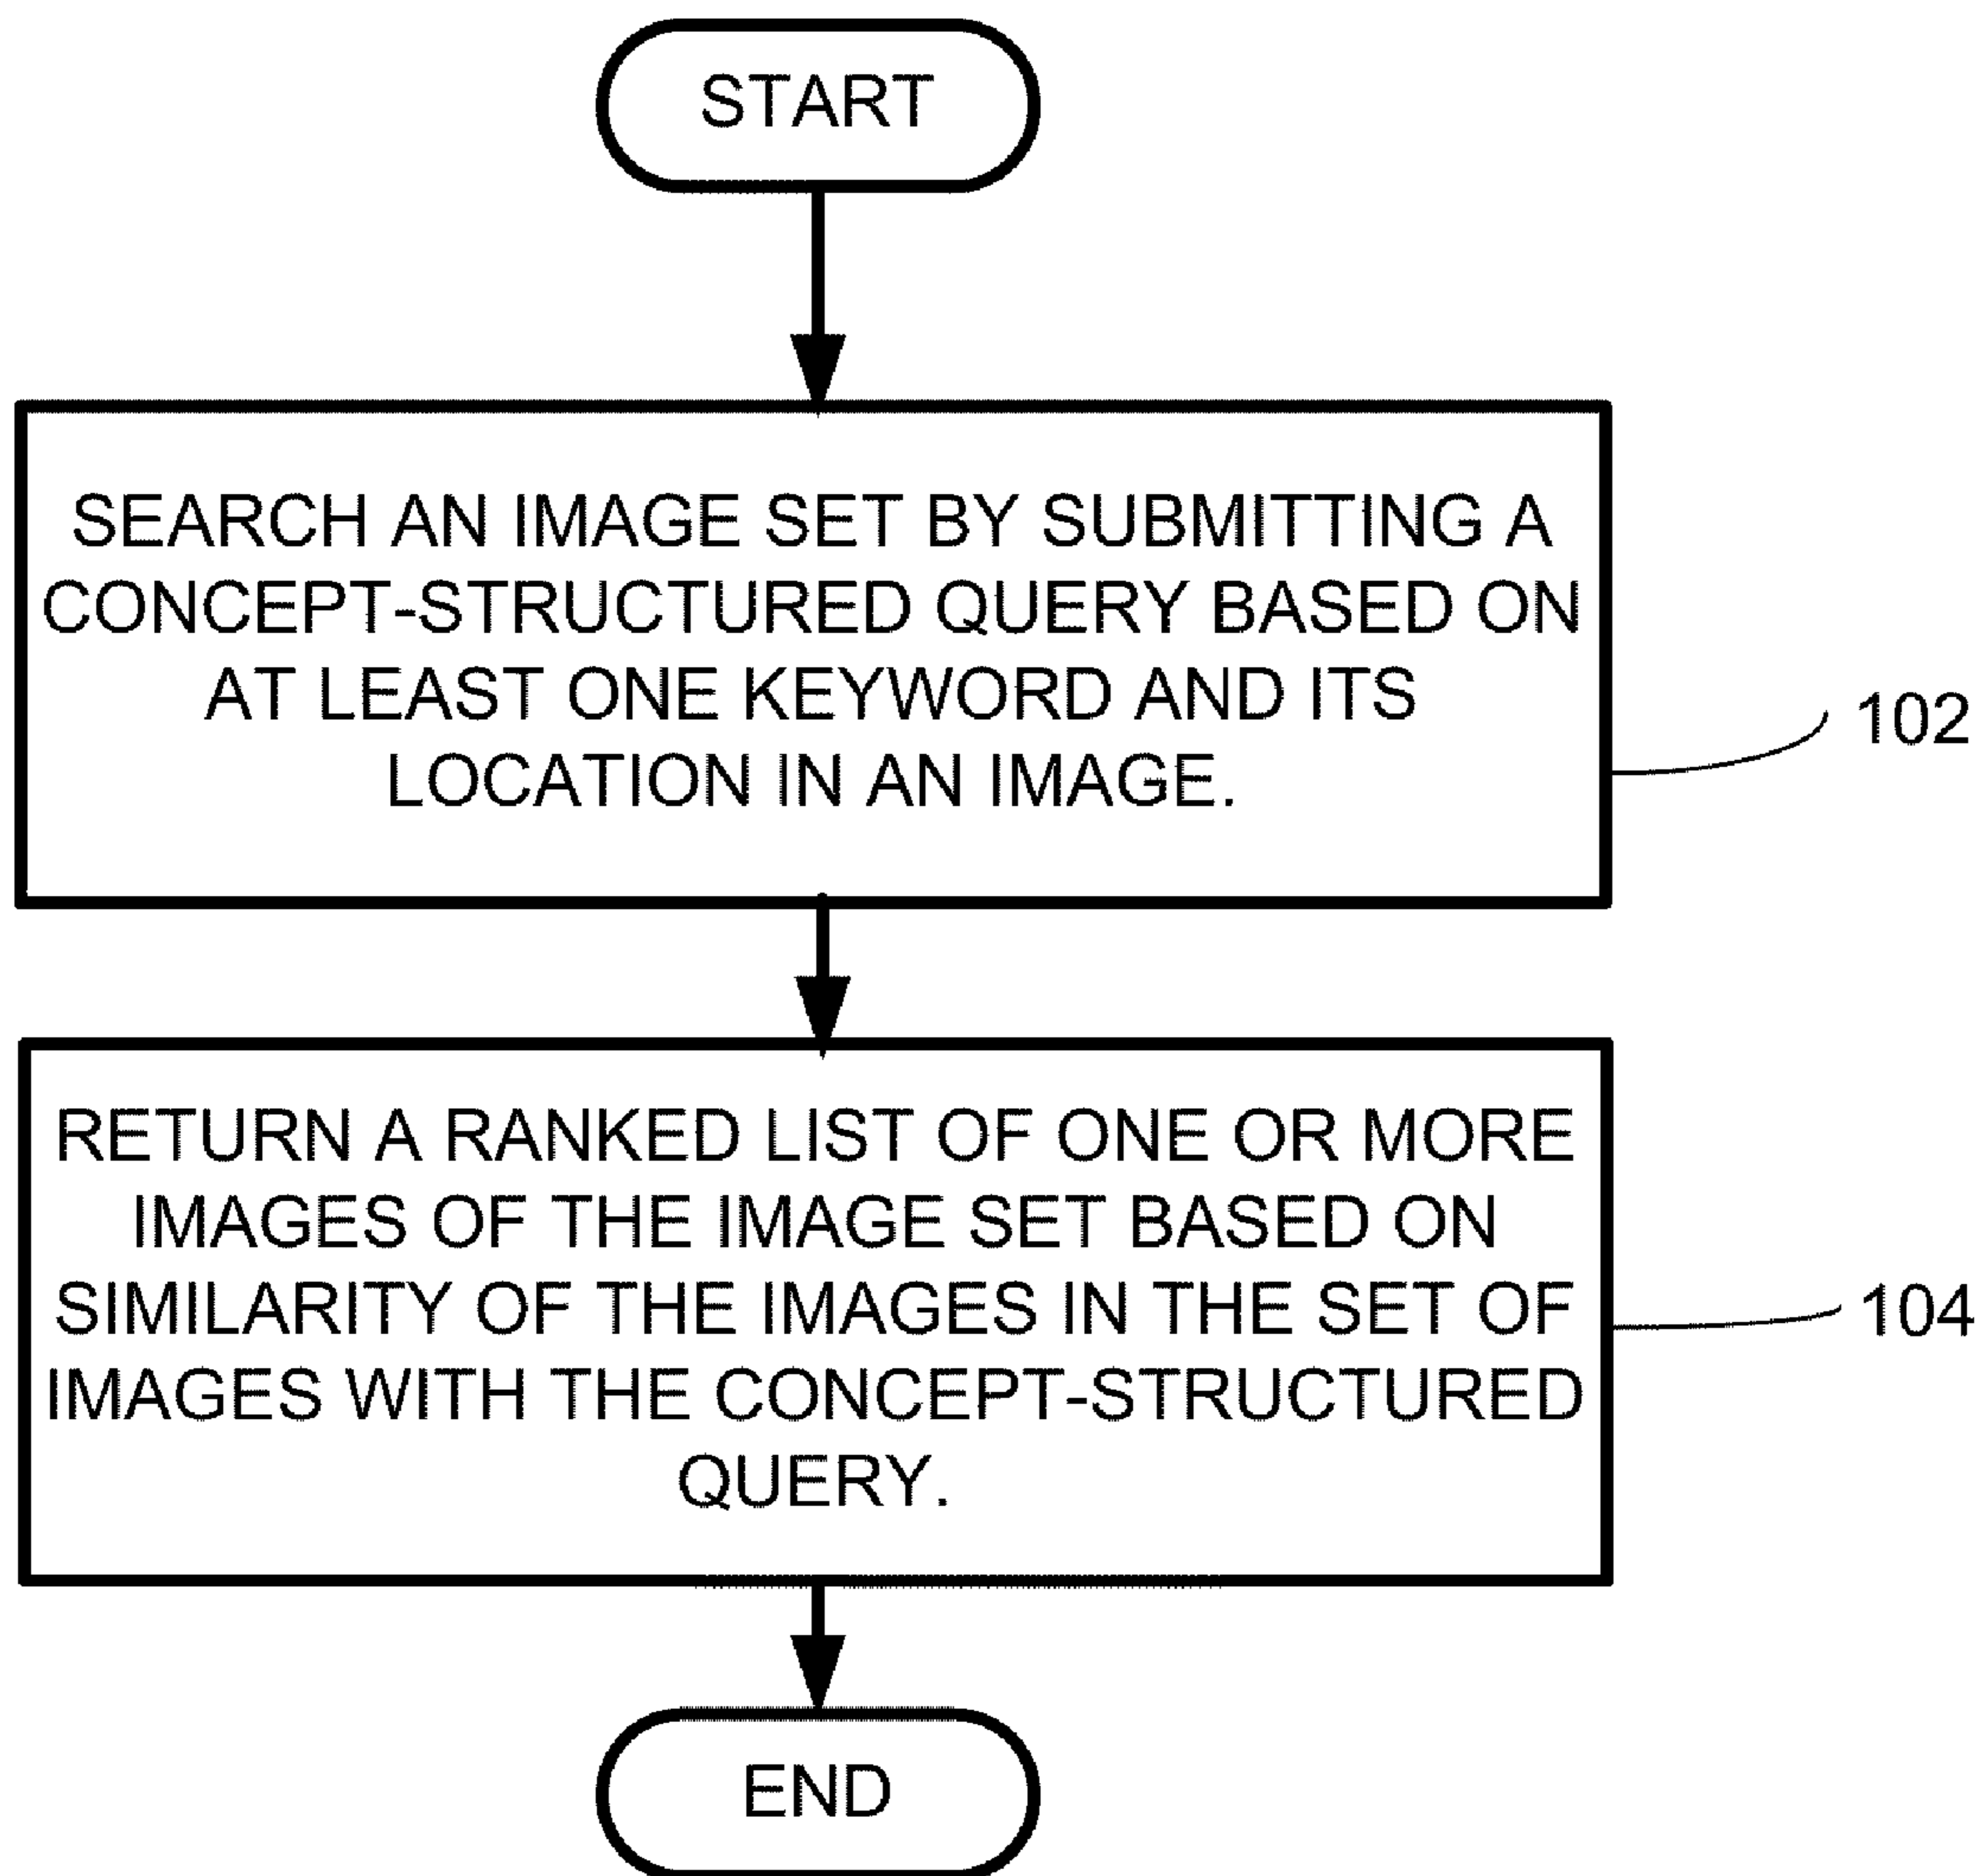 START
SEARCH AN IMAGE SET BY SUBMITTING A
CONCEPT-STRUCTURED QUERY BASED ON
AT LEAST ONE KEYWORD AND ITS
LOCATION IN AN IMAGE.
102
RETURN A RANKED LIST OF ONE OR MORE
IMAGES OF THE IMAGE SET BASED ON
SIMILARITY OF THE IMAGES IN THE SET OF
IMAGES WITH THE CONCEPT-STRUCTURED
QUERY.
104
END